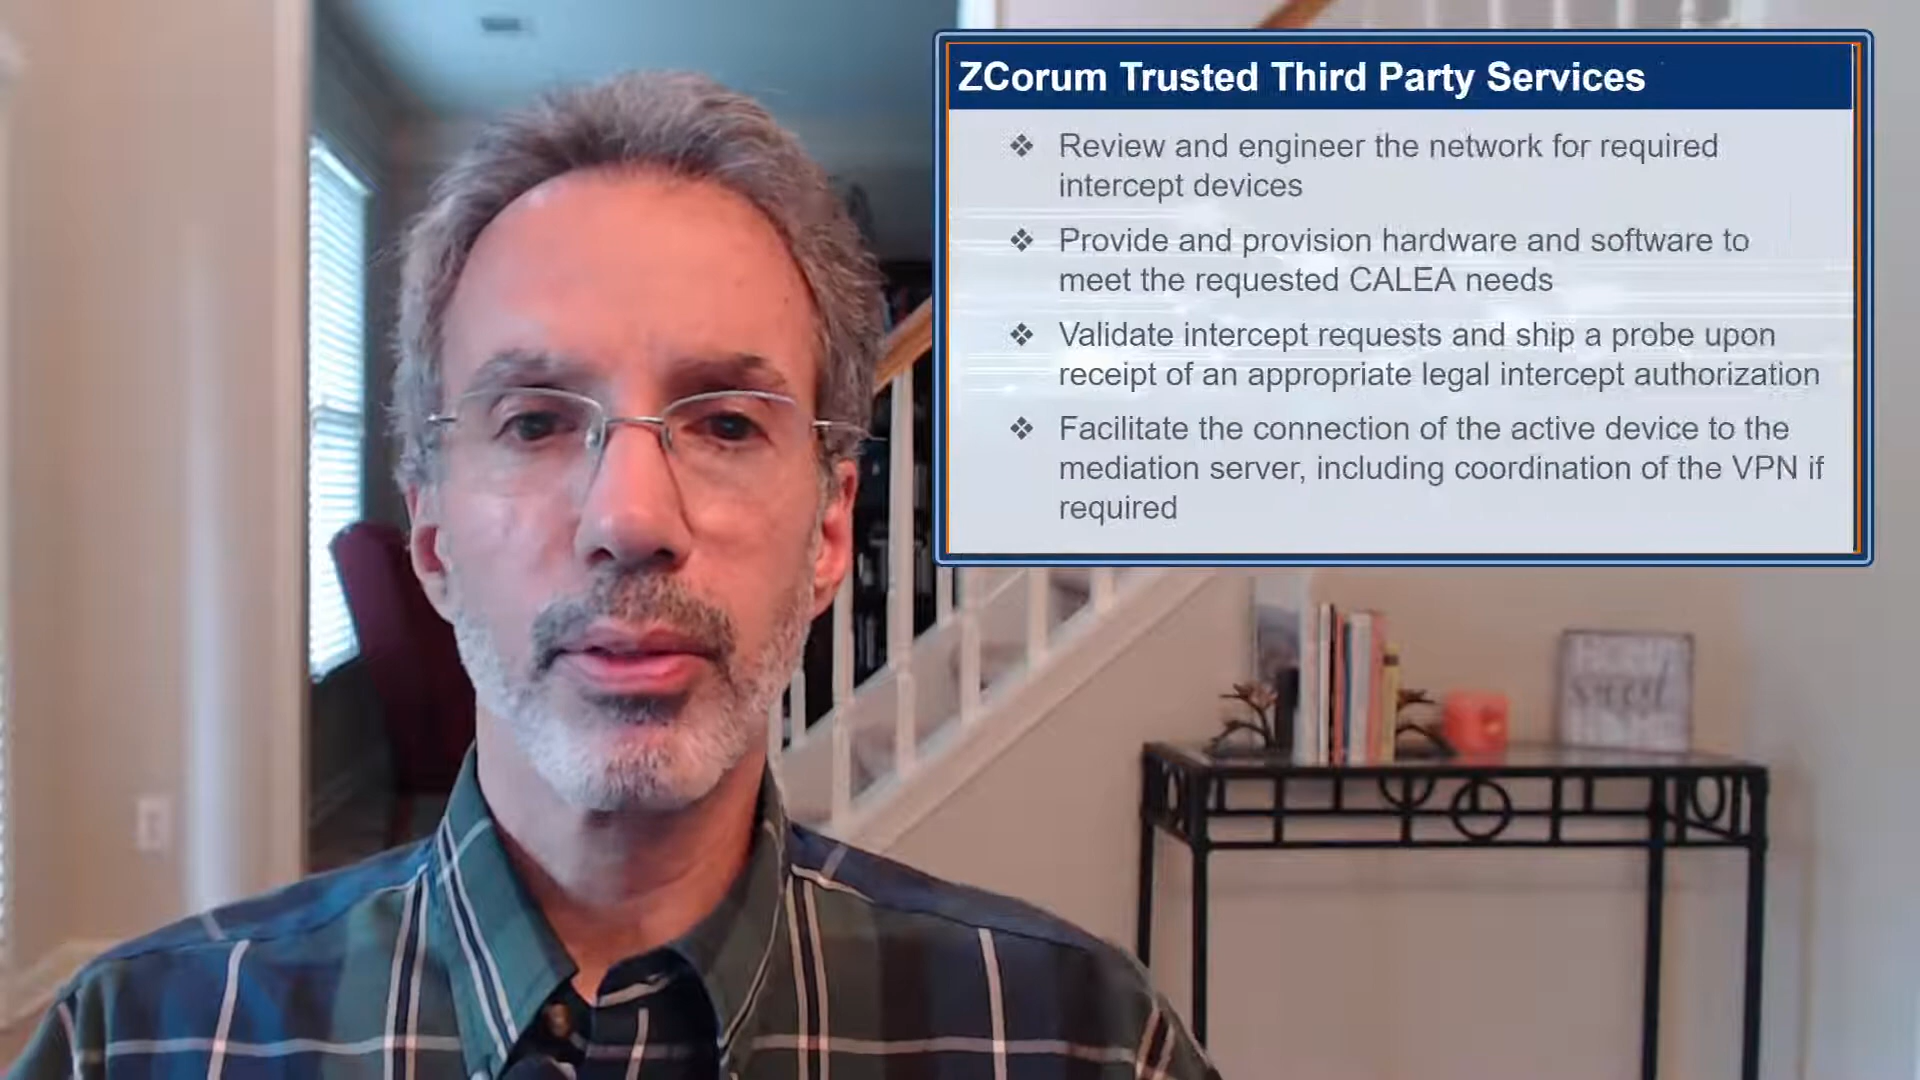 ZCorum Trusted Third Party Services
❖ Review and engineer the network for required
intercept devices
❖ Provide and provision hardware and software to
meet the requested CALEA needs
❖ Validate intercept requests and ship a probe upon
receipt of an appropriate legal intercept authorization
❖ Facilitate the connection of the active device to the
mediation server, including coordination of the VPN if
required